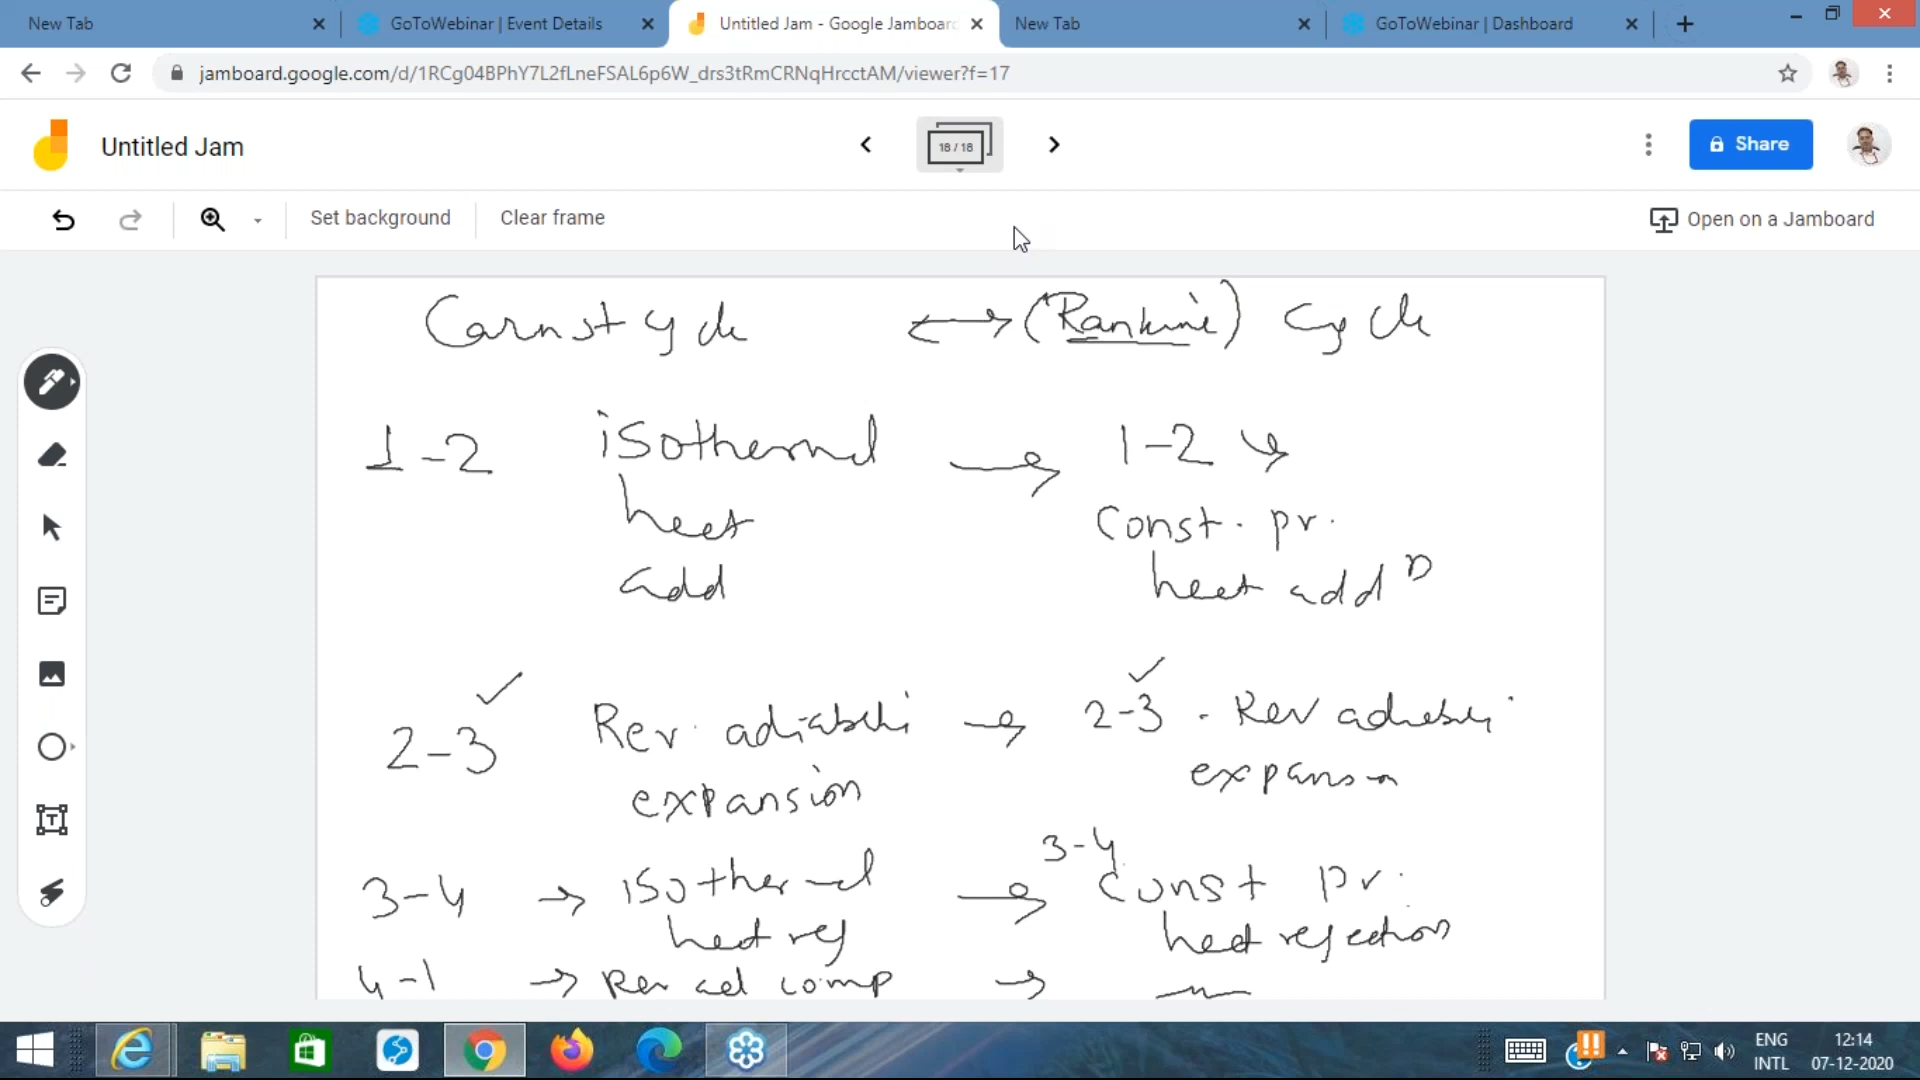 New Tab
GoToWebinar | Event Details
Untitled Jam - Google Jamboard
New Tab
GoToWebinar | Dashboard
jamboard.google.com/d/1RCg04BPhY7L2fLneFSAL6p6W_drs3tRmCRNqHrcctAM/viewer?f=17
Untitled Jam
18 / 18
Share
Set background
Clear frame
Open on a Jamboard
Carnot cycle ↔ (Rankine) Cycle
1-2 isothermal → 1-2 →
heat const. pr.
add heat add n
2-3 ✓ Rev. adiabatic → 2-3 ✓ - Rev adiabatic
expansion expansion
3-4 → isothermal → 3-4 const pr.
heat rej heat rejection
4-1 → Rev ad comp →
ENG 12:14
INTL 07-12-2020